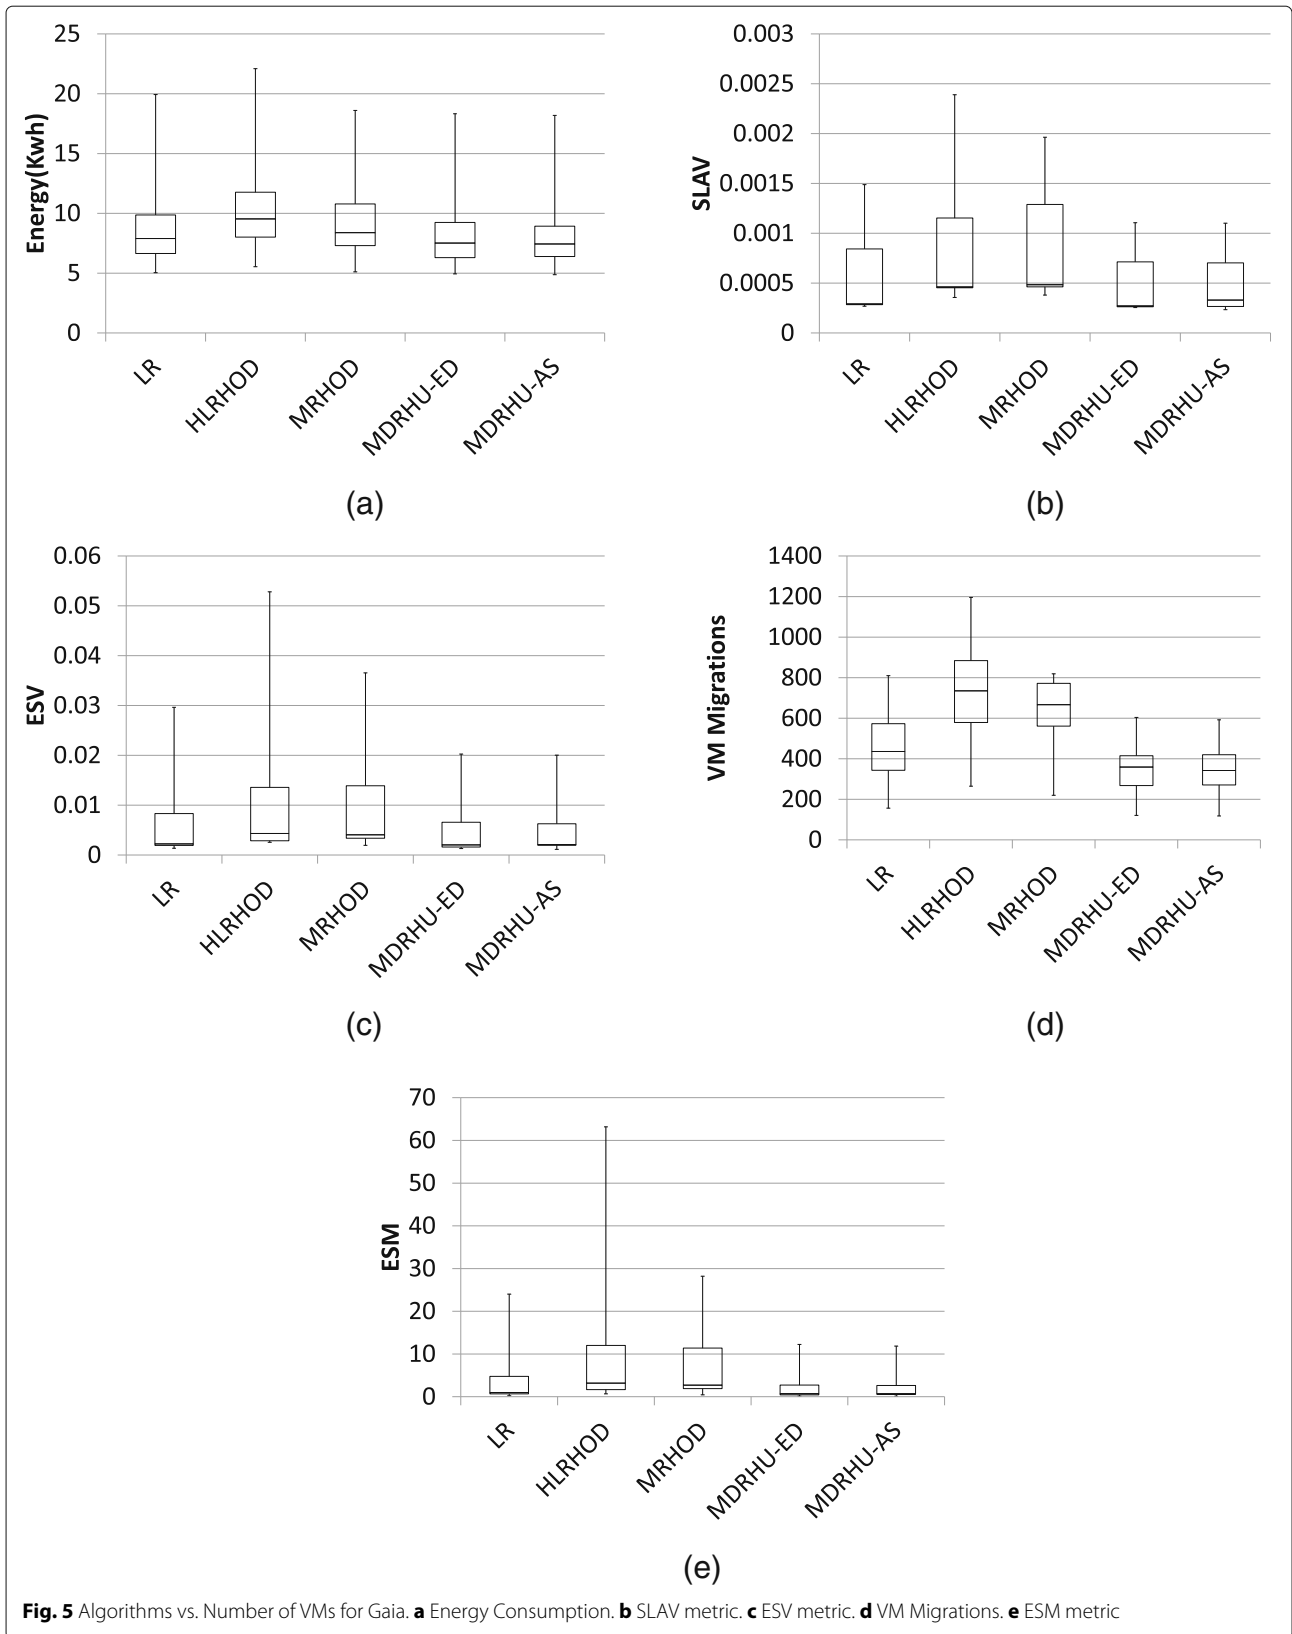 25
20
15
10
5
0
Energy(Kwh)
LR
HLRHOD
MRHOD
MDRHU-ED
MDRHU-AS
(a)
0.003
0.0025
0.002
0.0015
0.001
0.0005
0
SLAV
LR
HLRHOD
MRHOD
MDRHU-ED
MDRHU-AS
(b)
0.06
0.05
0.04
0.03
0.02
0.01
0
ESV
LR
HLRHOD
MRHOD
MDRHU-ED
MDRHU-AS
(c)
1400
1200
1000
800
600
400
200
0
VM Migrations
LR
HLRHOD
MRHOD
MDRHU-ED
MDRHU-AS
(d)
70
60
50
40
30
20
10
0
ESM
LR
HLRHOD
MRHOD
MDRHU-ED
MDRHU-AS
(e)
Fig. 5 Algorithms vs. Number of VMs for Gaia. a Energy Consumption. b SLAV metric. c ESV metric. d VM Migrations. e ESM metric